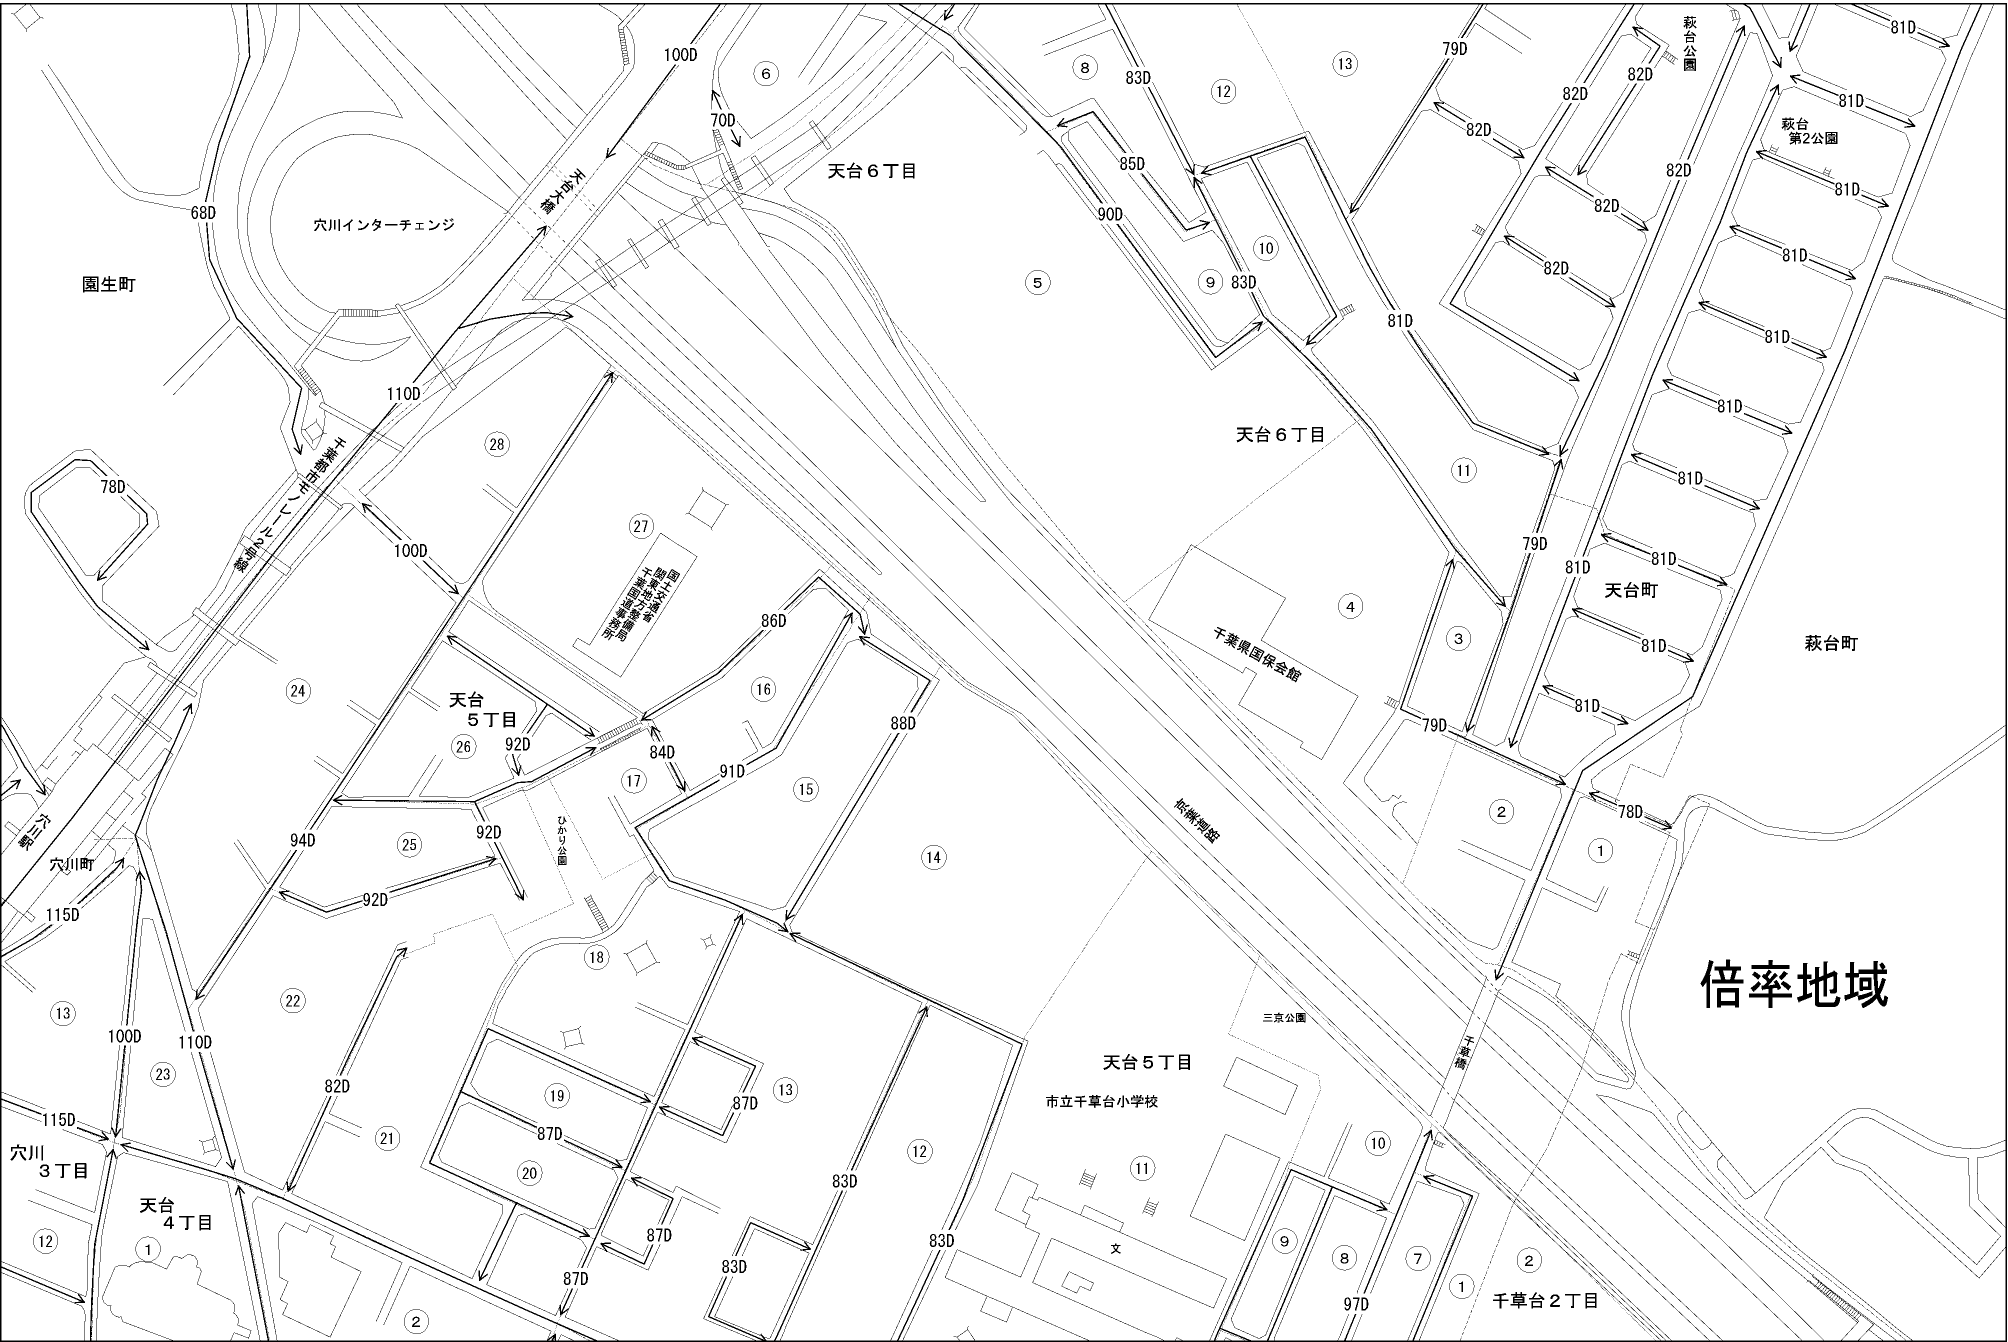 100D
6
70D
8
83D
12
13
79D
萩台公園
81D
82D
82D
82D
81D
萩台
第2公園
天台６丁目
85D
90D
天台大橋
68D
穴川インターチェンジ
園生町
5
9
10
83D
82D
82D
82D
81D
81D
81D
81D
110D
28
天台６丁目
11
81D
81D
千葉都市モノレール2号線
78D
100D
27
国土交通省
関東地方整備局
千葉国道事務所
79D
81D
81D
天台町
萩台町
4
3
千葉県国保会館
81D
81D
79D
86D
16
24
天台
５丁目
26
92D
84D
17
91D
88D
15
92D
25
94D
ひかり公園
92D
穴川駅
穴川町
115D
14
京葉道路
2
78D
1
倍率地域
18
22
13
100D
110D
23
82D
19
87D
13
87D
20
21
三京公園
天台５丁目
市立千草台小学校
千草橋
115D
穴川
３丁目
天台
４丁目
12
1
2
87D
87D
83D
83D
83D
12
11
文
10
9
8
7
97D
1
2
千草台２丁目